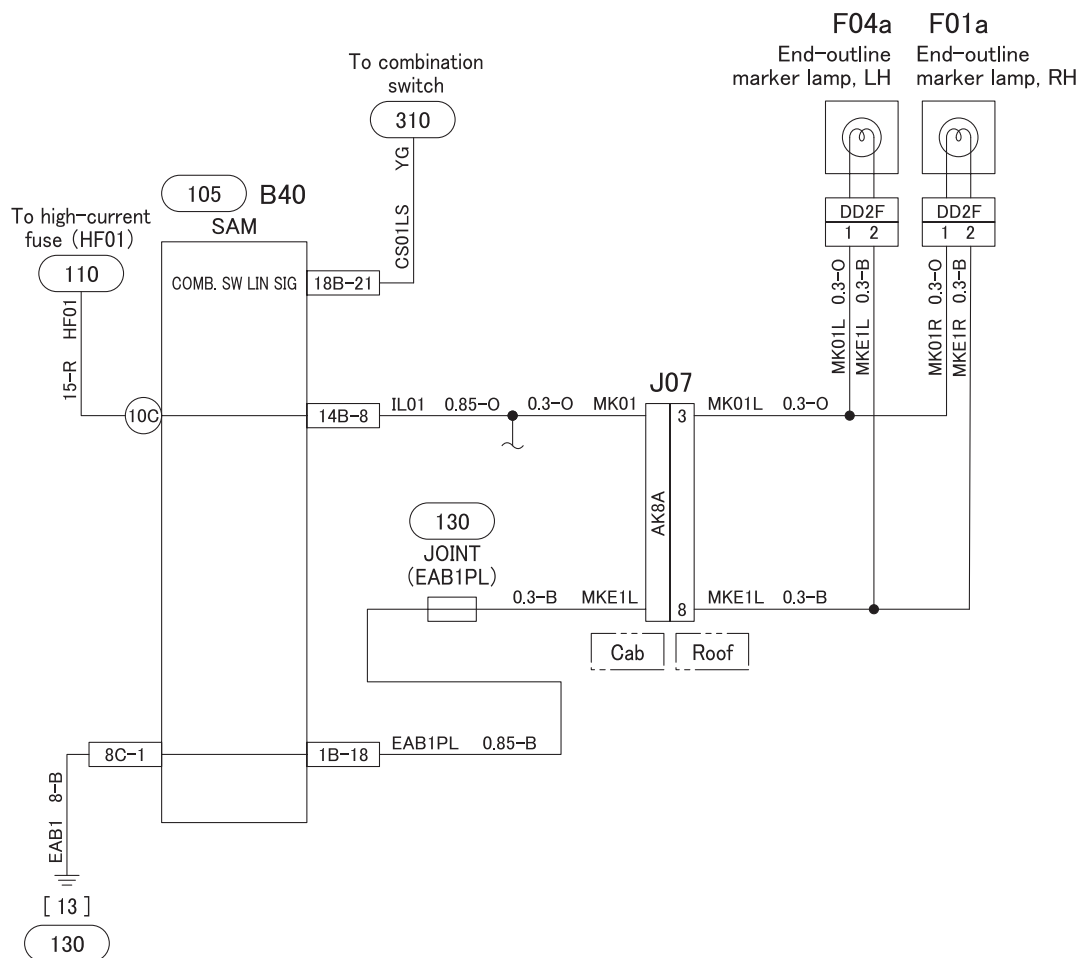 F04a
End-outline
marker lamp, LH
F01a
End-outline
marker lamp, RH
To combination
switch
310
YG
CS01LS
105
B40
SAM
To high-current
fuse (HF01)
110
COMB. SW LIN SIG
18B-21
DD2F
1 2
DD2F
1 2
MK01L 0.3-O
MKE1L 0.3-B
MK01R 0.3-O
MKE1R 0.3-B
15-R HF01
10C
14B-8
IL01 0.85-O
0.3-O MK01
J07
3
MK01L 0.3-O
AK8A
130
JOINT
(EAB1PL)
0.3-B MKE1L
8
MKE1L 0.3-B
Cab
Roof
8C-1
1B-18
EAB1PL 0.85-B
EAB1 8-B
[ 13 ]
130